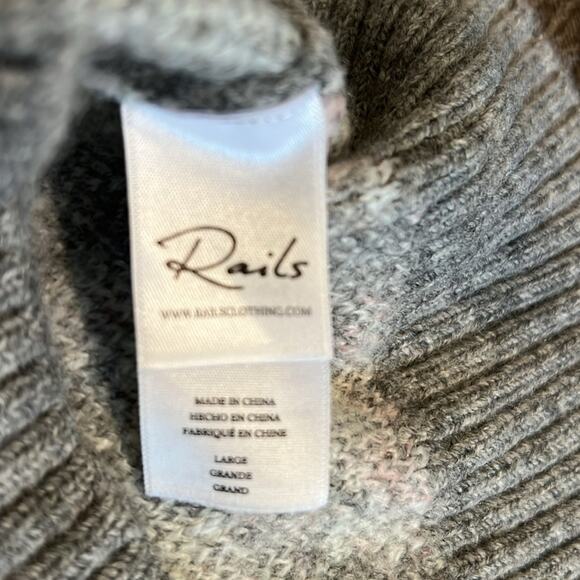 Rails
WWW.RAILSCLOTHING.COM
MADE IN CHINA
HECHO EN CHINA
FABRIQUÉ EN CHINE
LARGE
GRANDE
GRAND